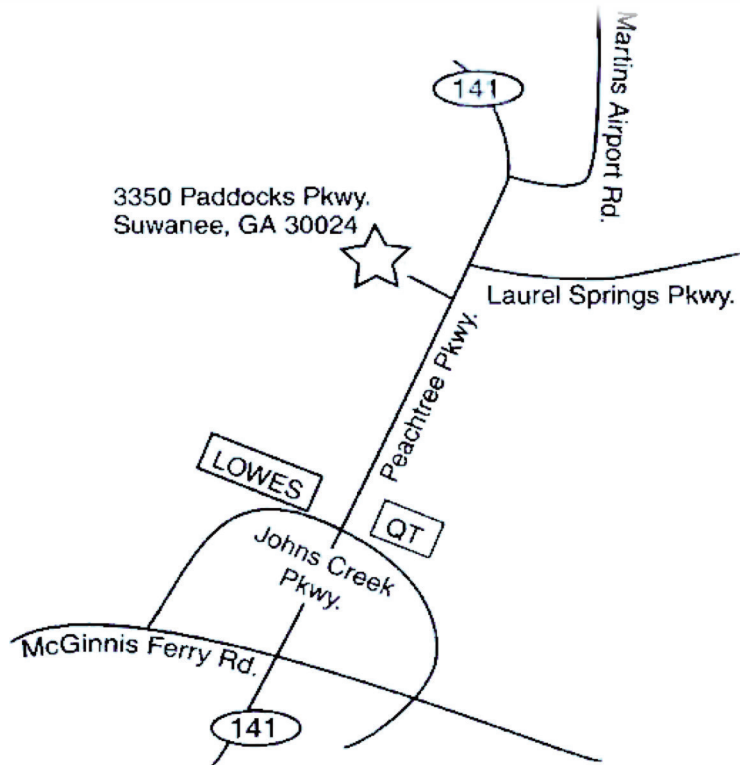 141
Martins Airport Rd.
3350 Paddocks Pkwy.
Suwanee, GA 30024
Laurel Springs Pkwy.
Peachtree Pkwy.
LOWES
QT
Johns Creek
Pkwy.
McGinnis Ferry Rd.
141